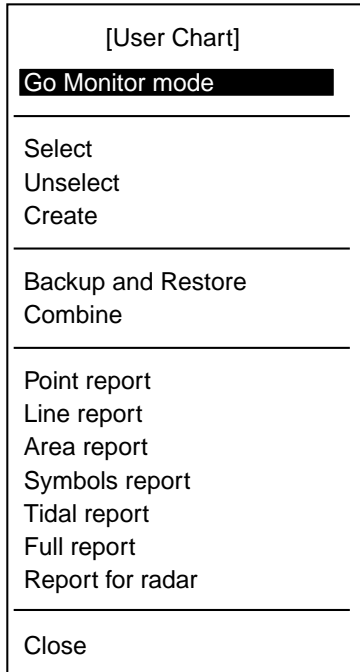 [User Chart]
Go Monitor mode
Select
Unselect
Create
Backup and Restore
Combine
Point report
Line report
Area report
Symbols report
Tidal report
Full report
Report for radar
Close